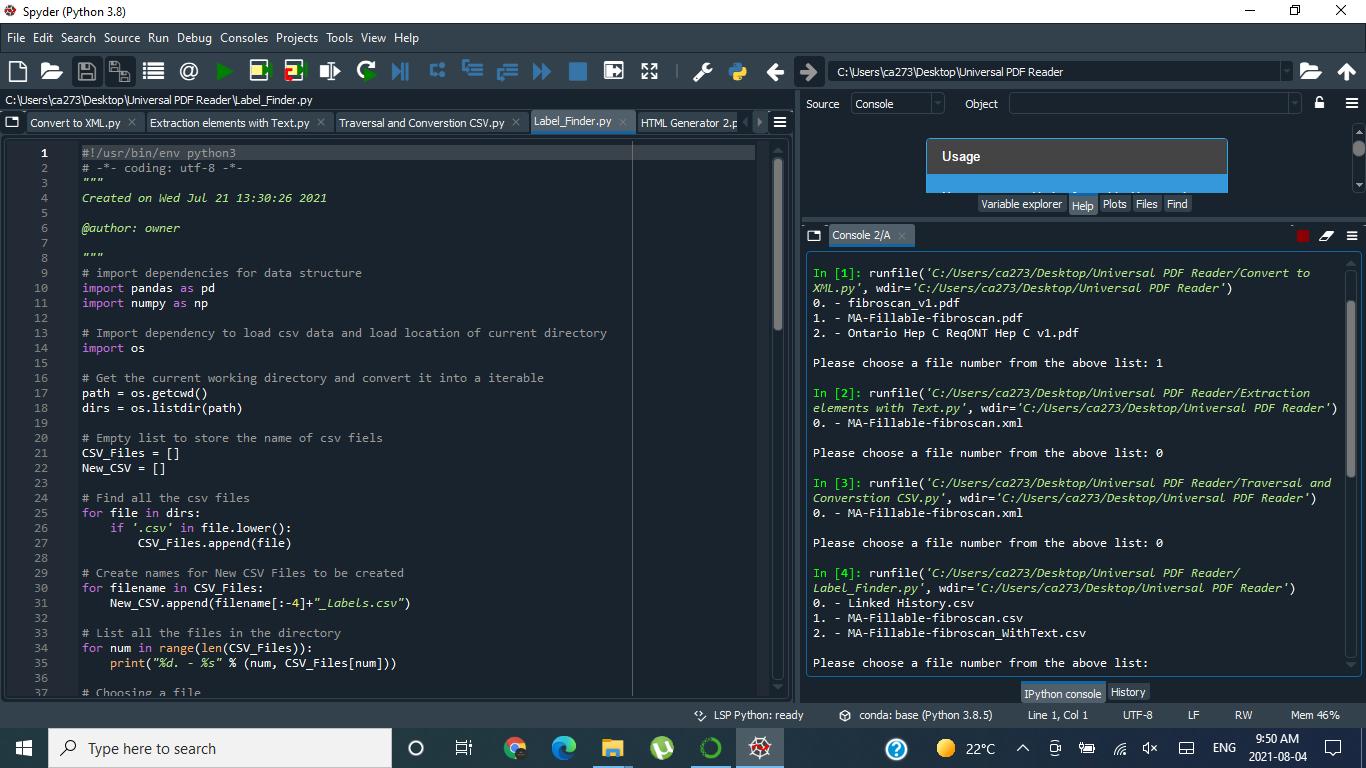 Spyder (Python 3.8)
File Edit Search Source Run Debug Consoles Projects Tools View Help
C:\Users\ca273\Desktop\Universal PDF Reader
C:\Users\ca273\Desktop\Universal PDF Reader\Label_Finder.py
Convert to XML.py Extraction elements with Text.py Traversal and Converstion CSV.py Label_Finder.py HTML Generator 2.p
1 #!/usr/bin/env python3
2 # -*- coding: utf-8 -*-
3 """
4 Created on Wed Jul 21 13:30:26 2021
5
6 @author: owner
7
8 """
9 # import dependencies for data structure
10 import pandas as pd
11 import numpy as np
12
13 # Import dependency to load csv data and load location of current directory
14 import os
15
16 # Get the current working directory and convert it into a iterable
17 path = os.getcwd()
18 dirs = os.listdir(path)
19
20 # Empty list to store the name of csv fiels
21 CSV_Files = []
22 New_CSV = []
23
24 # Find all the csv files
25 for file in dirs:
26 if '.csv' in file.lower():
27 CSV_Files.append(file)
28
29 # Create names for New CSV Files to be created
30 for filename in CSV_Files:
31 New_CSV.append(filename[:-4]+"_Labels.csv")
32
33 # List all the files in the directory
34 for num in range(len(CSV_Files)):
35 print("%d. - %s" % (num, CSV_Files[num]))
36
37 # Choosing a file
Source Console Object
Usage
Variable explorer Help Plots Files Find
Console 2/A
In [1]: runfile('C:/Users/ca273/Desktop/Universal PDF Reader/Convert to
XML.py', wdir='C:/Users/ca273/Desktop/Universal PDF Reader')
0. - fibroscan_v1.pdf
1. - MA-Fillable-fibroscan.pdf
2. - Ontario Hep C ReqONT Hep C v1.pdf
Please choose a file number from the above list: 1
In [2]: runfile('C:/Users/ca273/Desktop/Universal PDF Reader/Extraction
elements with Text.py', wdir='C:/Users/ca273/Desktop/Universal PDF Reader')
0. - MA-Fillable-fibroscan.xml
Please choose a file number from the above list: 0
In [3]: runfile('C:/Users/ca273/Desktop/Universal PDF Reader/Traversal and
Converstion CSV.py', wdir='C:/Users/ca273/Desktop/Universal PDF Reader')
0. - MA-Fillable-fibroscan.xml
Please choose a file number from the above list: 0
In [4]: runfile('C:/Users/ca273/Desktop/Universal PDF Reader/
Label_Finder.py', wdir='C:/Users/ca273/Desktop/Universal PDF Reader')
0. - Linked History.csv
1. - MA-Fillable-fibroscan.csv
2. - MA-Fillable-fibroscan_WithText.csv
Please choose a file number from the above list:
IPython console History
LSP Python: ready conda: base (Python 3.8.5) Line 1, Col 1 UTF-8 LF RW Mem 46%
Type here to search
22°C ENG
9:50 AM
2021-08-04